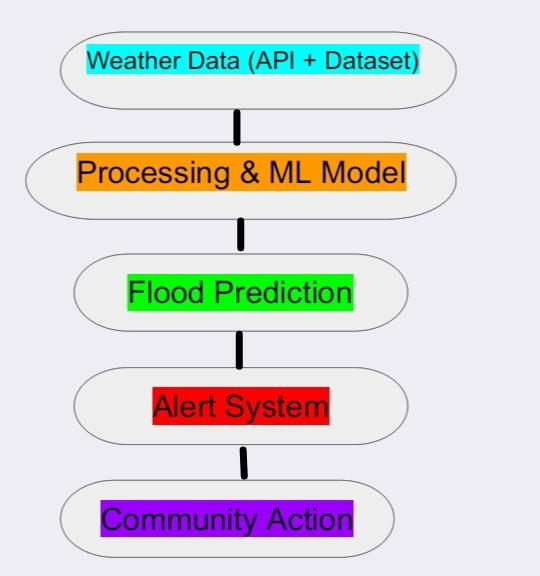 Weather Data (API + Dataset)
Processing & ML Model
Flood Prediction
Alert System
Community Action